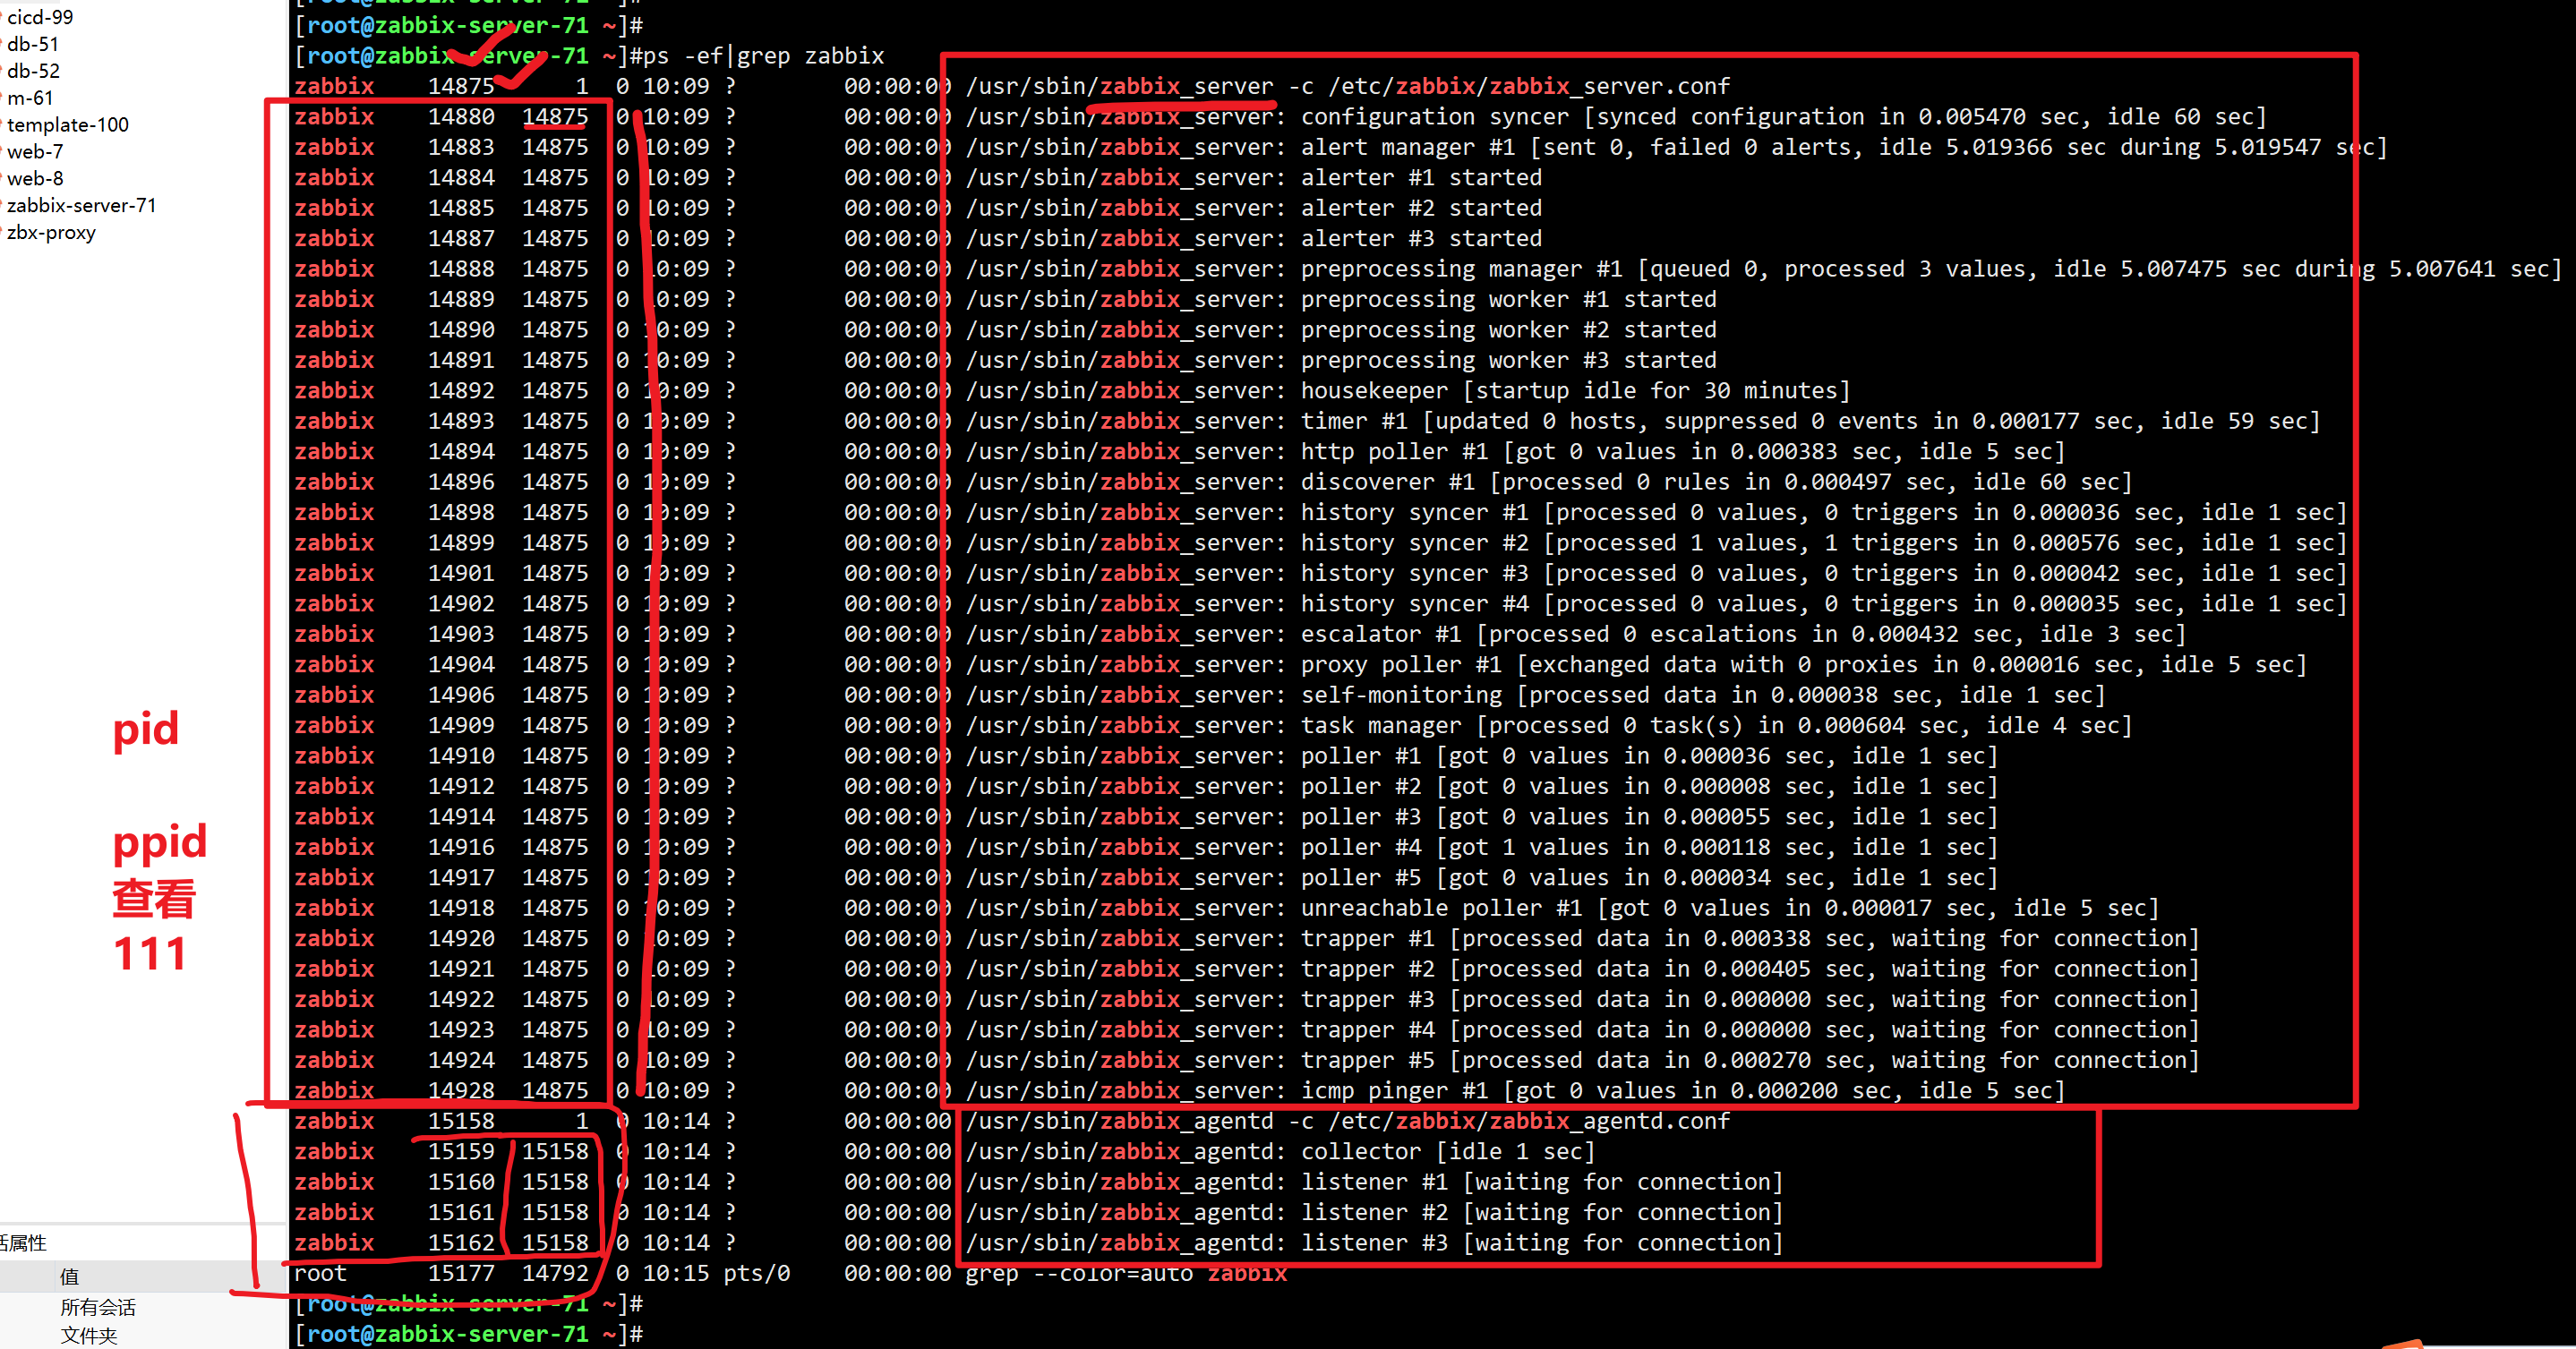 cicd-99
db-51
db-52
m-61
template-100
web-7
web-8
zabbix-server-71
zbx-proxy
pid
ppid
查看
111
活属性
值
所有会话
文件夹
[root@zabbix-server-71 ~]#
[root@zabbix-server-71 ~]#
[root@zabbix-server-71 ~]#ps -ef|grep zabbix
zabbix 14875 1 0 10:09 ? 00:00:00 /usr/sbin/zabbix_server -c /etc/zabbix/zabbix_server.conf
zabbix 14880 14875 0 10:09 ? 00:00:00 /usr/sbin/zabbix_server: configuration syncer [synced configuration in 0.005470 sec, idle 60 sec]
zabbix 14883 14875 0 10:09 ? 00:00:00 /usr/sbin/zabbix_server: alert manager #1 [sent 0, failed 0 alerts, idle 5.019366 sec during 5.019547 sec]
zabbix 14884 14875 0 10:09 ? 00:00:00 /usr/sbin/zabbix_server: alerter #1 started
zabbix 14885 14875 0 10:09 ? 00:00:00 /usr/sbin/zabbix_server: alerter #2 started
zabbix 14887 14875 0 10:09 ? 00:00:00 /usr/sbin/zabbix_server: alerter #3 started
zabbix 14888 14875 0 10:09 ? 00:00:00 /usr/sbin/zabbix_server: preprocessing manager #1 [queued 0, processed 3 values, idle 5.007475 sec during 5.007641 sec]
zabbix 14889 14875 0 10:09 ? 00:00:00 /usr/sbin/zabbix_server: preprocessing worker #1 started
zabbix 14890 14875 0 10:09 ? 00:00:00 /usr/sbin/zabbix_server: preprocessing worker #2 started
zabbix 14891 14875 0 10:09 ? 00:00:00 /usr/sbin/zabbix_server: preprocessing worker #3 started
zabbix 14892 14875 0 10:09 ? 00:00:00 /usr/sbin/zabbix_server: housekeeper [startup idle for 30 minutes]
zabbix 14893 14875 0 10:09 ? 00:00:00 /usr/sbin/zabbix_server: timer #1 [updated 0 hosts, suppressed 0 events in 0.000177 sec, idle 59 sec]
zabbix 14894 14875 0 10:09 ? 00:00:00 /usr/sbin/zabbix_server: http poller #1 [got 0 values in 0.000383 sec, idle 5 sec]
zabbix 14896 14875 0 10:09 ? 00:00:00 /usr/sbin/zabbix_server: discoverer #1 [processed 0 rules in 0.000497 sec, idle 60 sec]
zabbix 14898 14875 0 10:09 ? 00:00:00 /usr/sbin/zabbix_server: history syncer #1 [processed 0 values, 0 triggers in 0.000036 sec, idle 1 sec]
zabbix 14899 14875 0 10:09 ? 00:00:00 /usr/sbin/zabbix_server: history syncer #2 [processed 1 values, 1 triggers in 0.000576 sec, idle 1 sec]
zabbix 14901 14875 0 10:09 ? 00:00:00 /usr/sbin/zabbix_server: history syncer #3 [processed 0 values, 0 triggers in 0.000042 sec, idle 1 sec]
zabbix 14902 14875 0 10:09 ? 00:00:00 /usr/sbin/zabbix_server: history syncer #4 [processed 0 values, 0 triggers in 0.000035 sec, idle 1 sec]
zabbix 14903 14875 0 10:09 ? 00:00:00 /usr/sbin/zabbix_server: escalator #1 [processed 0 escalations in 0.000432 sec, idle 3 sec]
zabbix 14904 14875 0 10:09 ? 00:00:00 /usr/sbin/zabbix_server: proxy poller #1 [exchanged data with 0 proxies in 0.000016 sec, idle 5 sec]
zabbix 14906 14875 0 10:09 ? 00:00:00 /usr/sbin/zabbix_server: self-monitoring [processed data in 0.000038 sec, idle 1 sec]
zabbix 14909 14875 0 10:09 ? 00:00:00 /usr/sbin/zabbix_server: task manager [processed 0 task(s) in 0.000604 sec, idle 4 sec]
zabbix 14910 14875 0 10:09 ? 00:00:00 /usr/sbin/zabbix_server: poller #1 [got 0 values in 0.000036 sec, idle 1 sec]
zabbix 14912 14875 0 10:09 ? 00:00:00 /usr/sbin/zabbix_server: poller #2 [got 0 values in 0.000008 sec, idle 1 sec]
zabbix 14914 14875 0 10:09 ? 00:00:00 /usr/sbin/zabbix_server: poller #3 [got 0 values in 0.000055 sec, idle 1 sec]
zabbix 14916 14875 0 10:09 ? 00:00:00 /usr/sbin/zabbix_server: poller #4 [got 1 values in 0.000118 sec, idle 1 sec]
zabbix 14917 14875 0 10:09 ? 00:00:00 /usr/sbin/zabbix_server: poller #5 [got 0 values in 0.000034 sec, idle 1 sec]
zabbix 14918 14875 0 10:09 ? 00:00:00 /usr/sbin/zabbix_server: unreachable poller #1 [got 0 values in 0.000017 sec, idle 5 sec]
zabbix 14920 14875 0 10:09 ? 00:00:00 /usr/sbin/zabbix_server: trapper #1 [processed data in 0.000338 sec, waiting for connection]
zabbix 14921 14875 0 10:09 ? 00:00:00 /usr/sbin/zabbix_server: trapper #2 [processed data in 0.000405 sec, waiting for connection]
zabbix 14922 14875 0 10:09 ? 00:00:00 /usr/sbin/zabbix_server: trapper #3 [processed data in 0.000000 sec, waiting for connection]
zabbix 14923 14875 0 10:09 ? 00:00:00 /usr/sbin/zabbix_server: trapper #4 [processed data in 0.000000 sec, waiting for connection]
zabbix 14924 14875 0 10:09 ? 00:00:00 /usr/sbin/zabbix_server: trapper #5 [processed data in 0.000270 sec, waiting for connection]
zabbix 14928 14875 0 10:09 ? 00:00:00 /usr/sbin/zabbix_server: icmp pinger #1 [got 0 values in 0.000200 sec, idle 5 sec]
zabbix 15158 1 0 10:14 ? 00:00:00 /usr/sbin/zabbix_agentd -c /etc/zabbix/zabbix_agentd.conf
zabbix 15159 15158 0 10:14 ? 00:00:00 /usr/sbin/zabbix_agentd: collector [idle 1 sec]
zabbix 15160 15158 0 10:14 ? 00:00:00 /usr/sbin/zabbix_agentd: listener #1 [waiting for connection]
zabbix 15161 15158 0 10:14 ? 00:00:00 /usr/sbin/zabbix_agentd: listener #2 [waiting for connection]
zabbix 15162 15158 0 10:14 ? 00:00:00 /usr/sbin/zabbix_agentd: listener #3 [waiting for connection]
root 15177 14792 0 10:15 pts/0 00:00:00 grep --color=auto zabbix
[root@zabbix-server-71 ~]#
[root@zabbix-server-71 ~]#